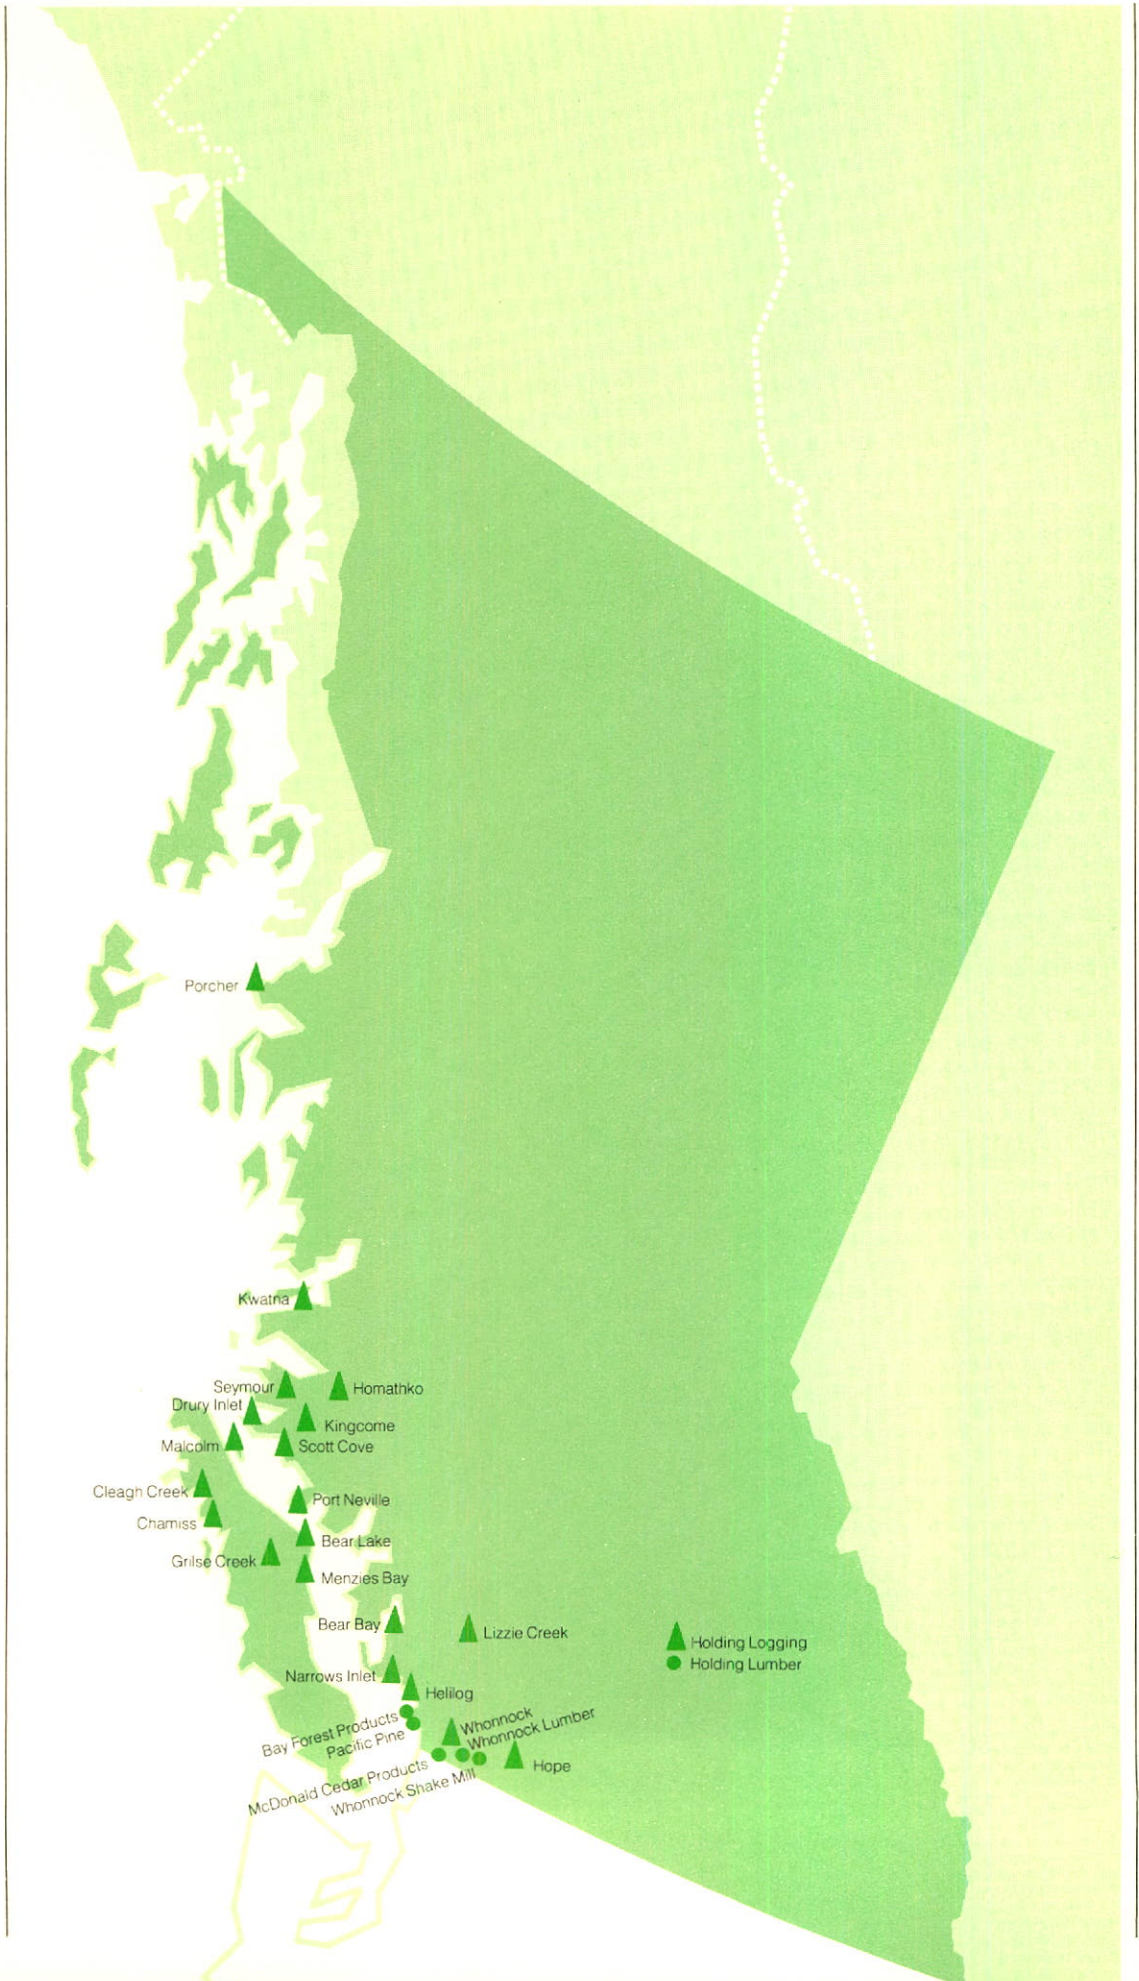 Porcher
Kwatna
Seymour
Homathko
Drury Inlet
Kingcome
Malcolm
Scott Cove
Cleagh Creek
Port Neville
Chamiss
Bear Lake
Grilse Creek
Menzies Bay
Bear Bay
Lizzie Creek
Holding Logging
Holding Lumber
Narrows Inlet
Helilog
Bay Forest Products
Pacific Pine
Whonnock
Whonnock Lumber
McDonald Cedar Products
Whonnock Shake Mill
Hope